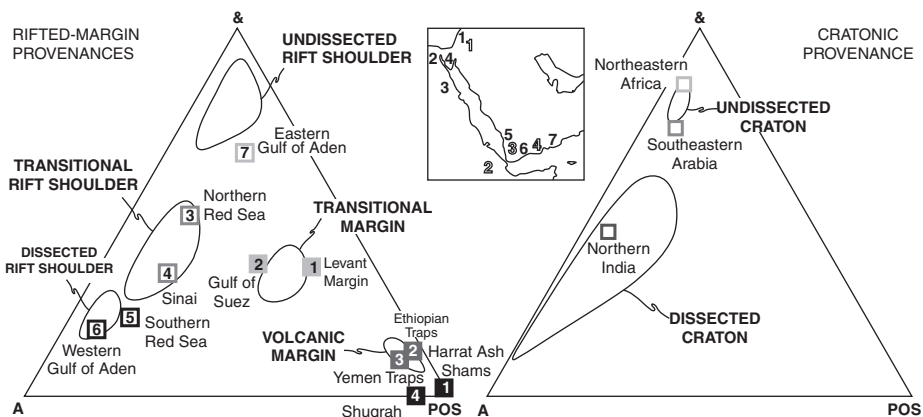 RIFTED-MARGIN
PROVENANCES
&
UNDISSECTED
RIFT SHOULDER
Eastern
Gulf of Aden
7
TRANSITIONAL
RIFT SHOULDER
Northern
Red Sea
3
TRANSITIONAL
MARGIN
DISSECTED
RIFT SHOULDER
4
Sinai
2
Gulf of
Suez
1
Levant
Margin
6
Western
Gulf of Aden
5
Southern
Red Sea
VOLCANIC
MARGIN
Ethiopian
Traps
2
Harrat Ash
Shams
3
Yemen Traps
1
4
Shuqrah
A
POS
1
1
2
4
3
5
3
6
4
7
2
CRATONIC
PROVENANCE
&
Northeastern
Africa
UNDISSECTED
CRATON
Southeastern
Arabia
Northern
India
DISSECTED
CRATON
A
POS